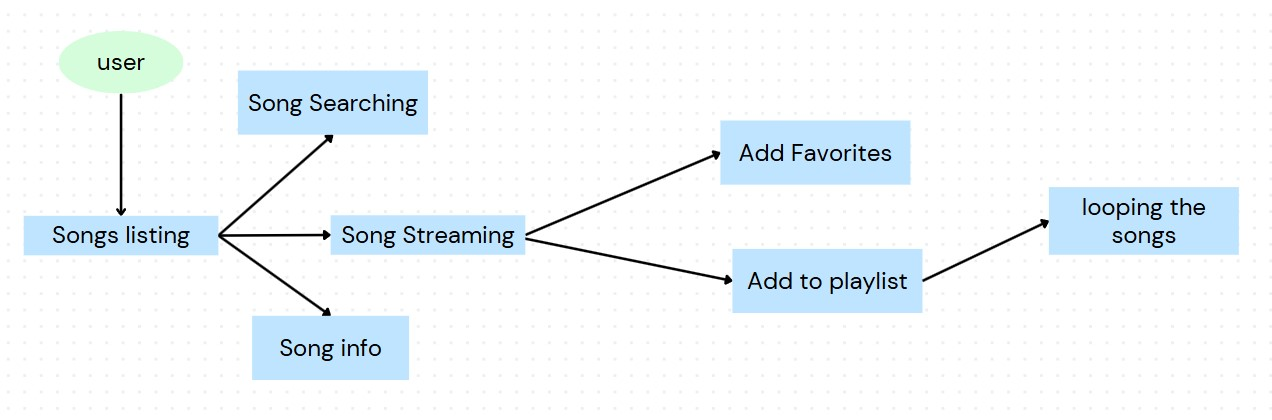 user
Song Searching
Add Favorites
looping the
songs
Songs listing
Song Streaming
Add to playlist
Song info